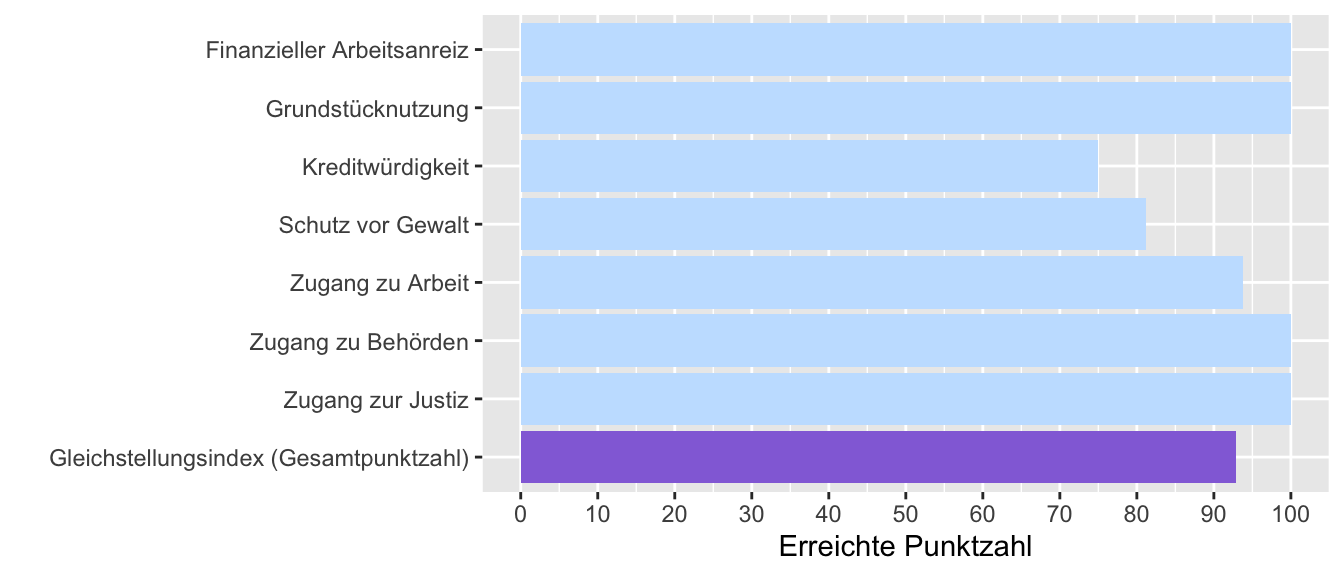 Finanzieller Arbeitsanreiz
Grundstücknutzung
Kreditwürdigkeit
Schutz vor Gewalt
Zugang zu Arbeit
Zugang zu Behörden
Zugang zur Justiz
Gleichstellungsindex (Gesamtpunktzahl)
0 10 20 30 40 50 60 70 80 90 100
Erreichte Punktzahl